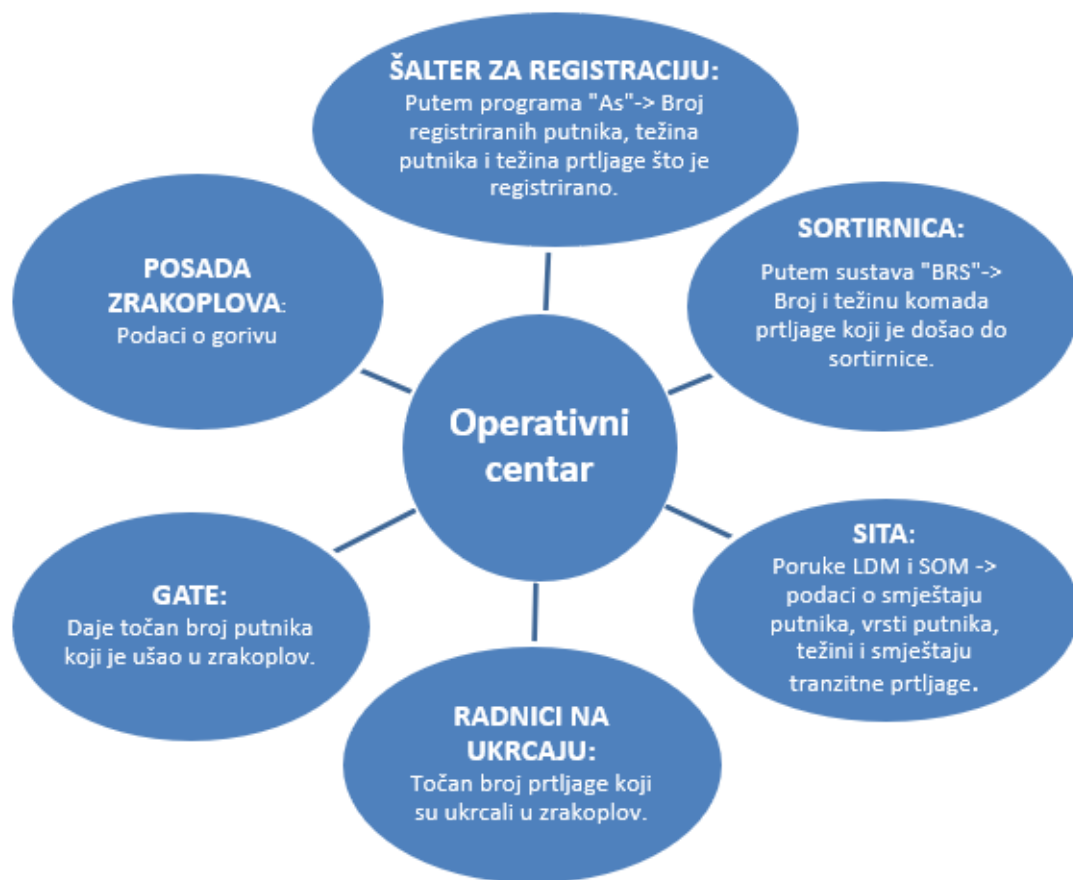 ŠALTER ZA REGISTRACIJU:
Putem programa "As"-> Broj
registriranih putnika, težina
putnika i težina prtljage što je
registrirano.
SORTIRNICA:
Putem sustava "BRS"->
Broj i težinu komada
prtljage koji je došao do
sortirnice.
SITA:
Poruke LDM i SOM ->
podaci o smještaju
putnika, vrsti putnika,
težini i smještaju
tranzitne prtljage.
RADNICI NA
UKRCAJU:
Točan broj prtljage koji
su ukrcali u zrakoplov.
GATE:
Daje točan broj putnika
koji je ušao u zrakoplov.
POSADA
ZRAKOPLOVA:
Podaci o gorivu
Operativni
centar